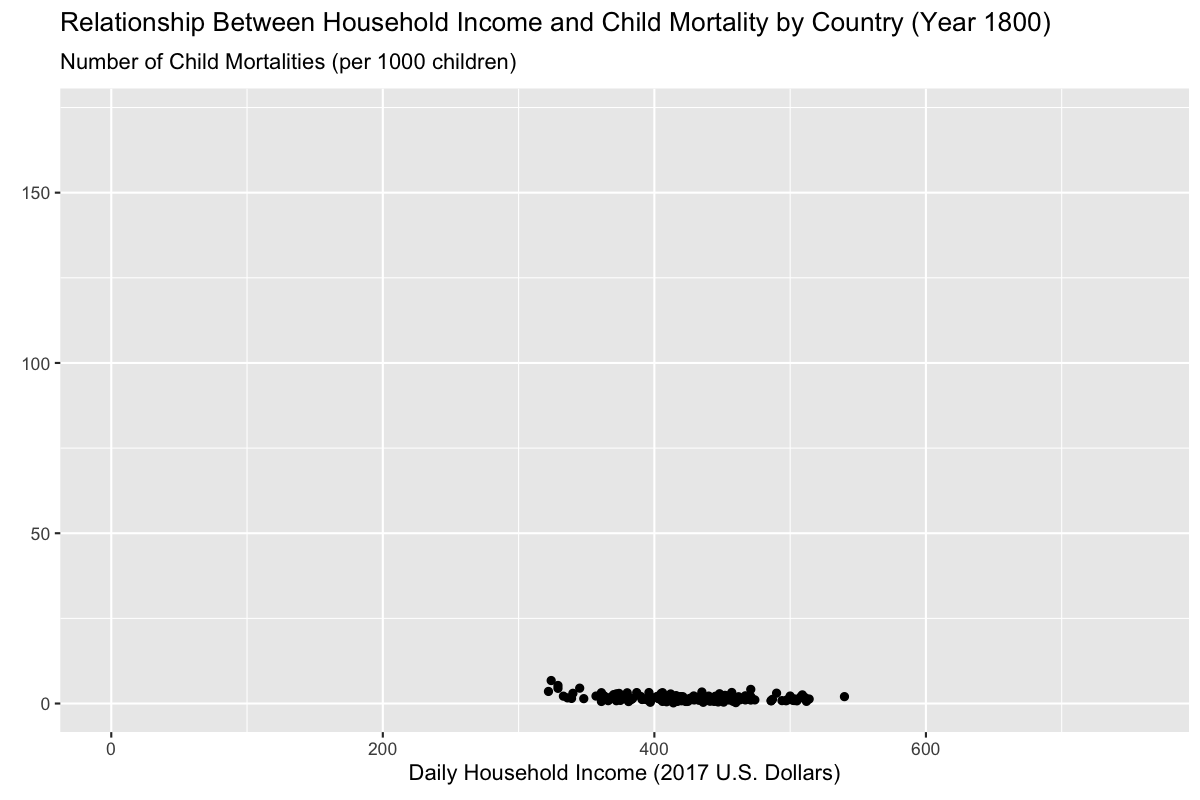 Relationship Between Household Income and Child Mortality by Country (Year 1800)
Number of Child Mortalities (per 1000 children)
150
100
50
0
0 200 400 600
Daily Household Income (2017 U.S. Dollars)